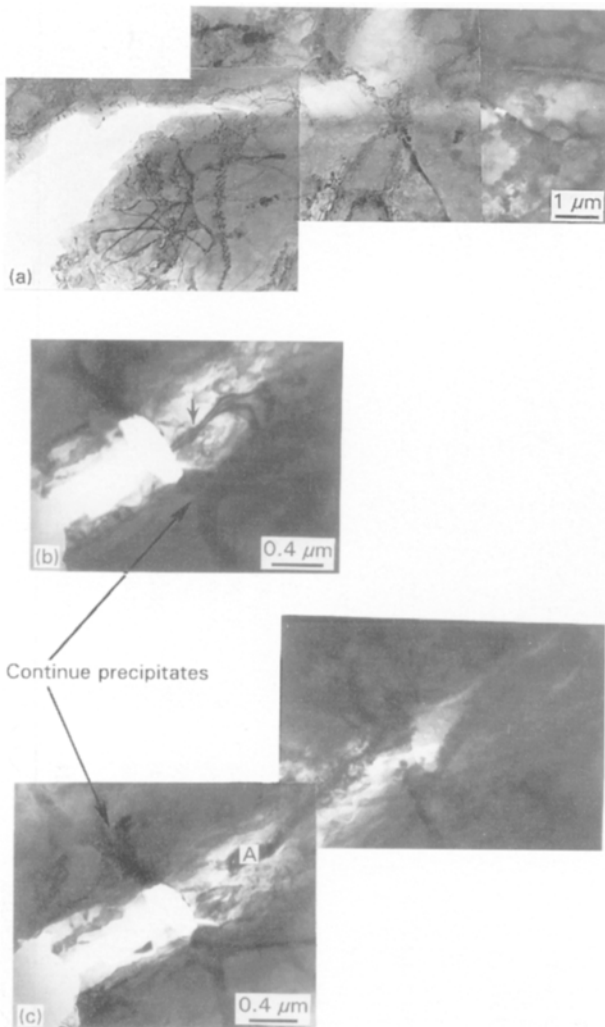 1 μm
(a)
(b)
0.4 μm
Continue precipitates
A
(c)
0.4 μm